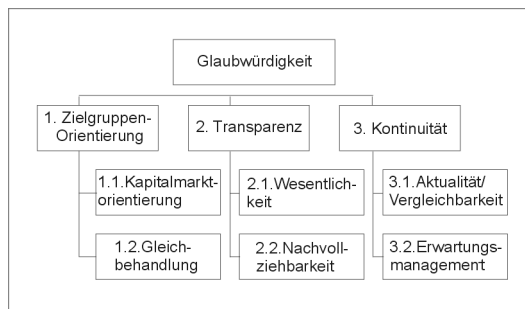 Glaubwürdigkeit
1. Zielgruppen-
Orientierung
2. Transparenz
3. Kontinuität
1.1.Kapitalmarkt-
orientierung
2.1.Wesentlich-
keit
3.1.Aktualität/
Vergleichbarkeit
1.2.Gleich-
behandlung
2.2.Nachvoll-
ziehbarkeit
3.2.Erwartungs-
management